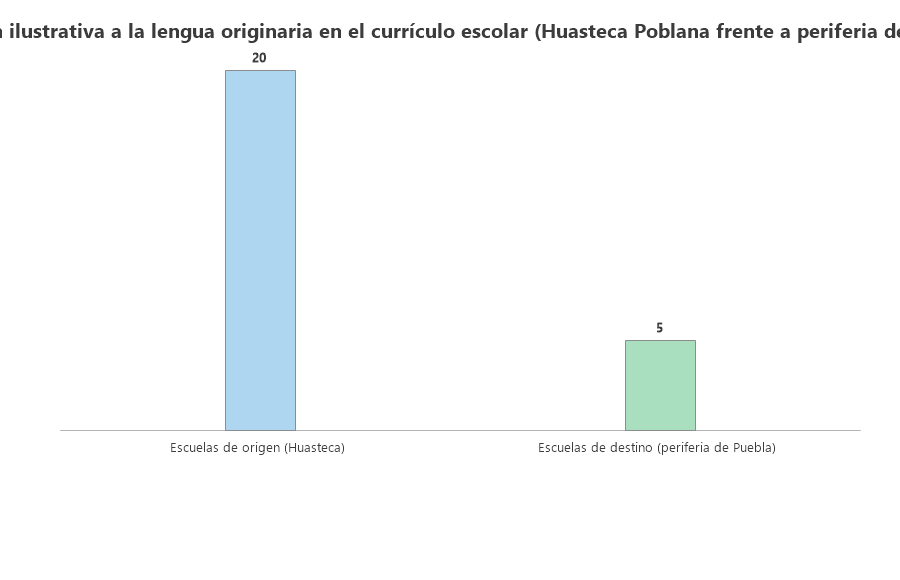 ilustrativa a la lengua originaria en el currículo escolar (Huasteca Poblana frente a periferia de
20
5
Escuelas de origen (Huasteca)
Escuelas de destino (periferia de Puebla)